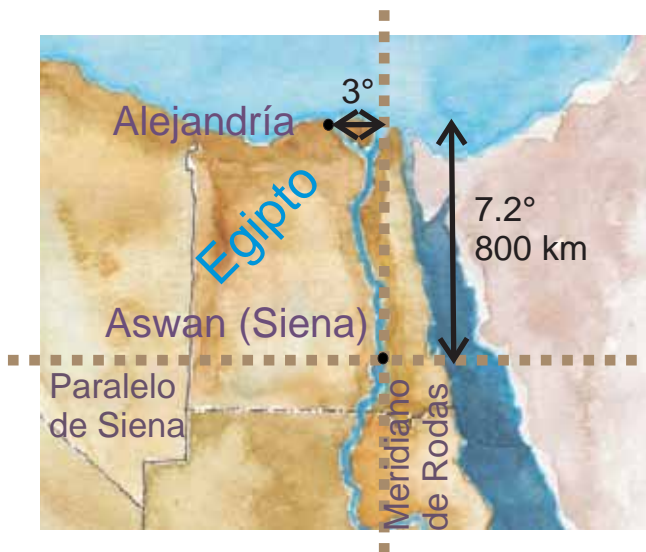 3°
Alejandría
7.2°
800 km
Egipto
Aswan (Siena)
Paralelo
de Siena
Meridiano
de Rodas